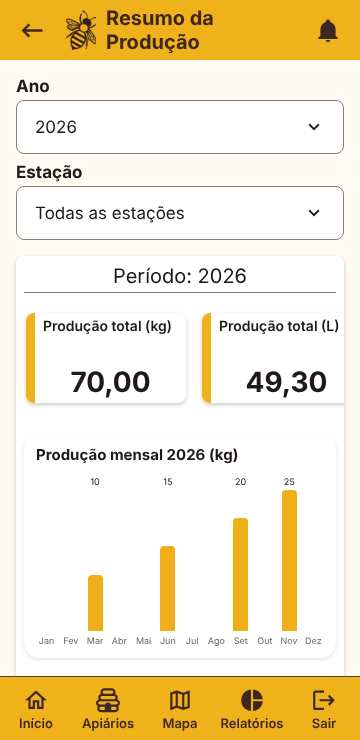 Resumo da
Produção
Ano
2026
Estação
Todas as estações
Período: 2026
Produção total (kg)
Produção total (L)
70,00
49,30
Produção mensal 2026 (kg)
10 15 20 25
Jan Fev Mar Abr Mai Jun Jul Ago Set Out Nov Dez
Início Apiários Mapa Relatórios Sair